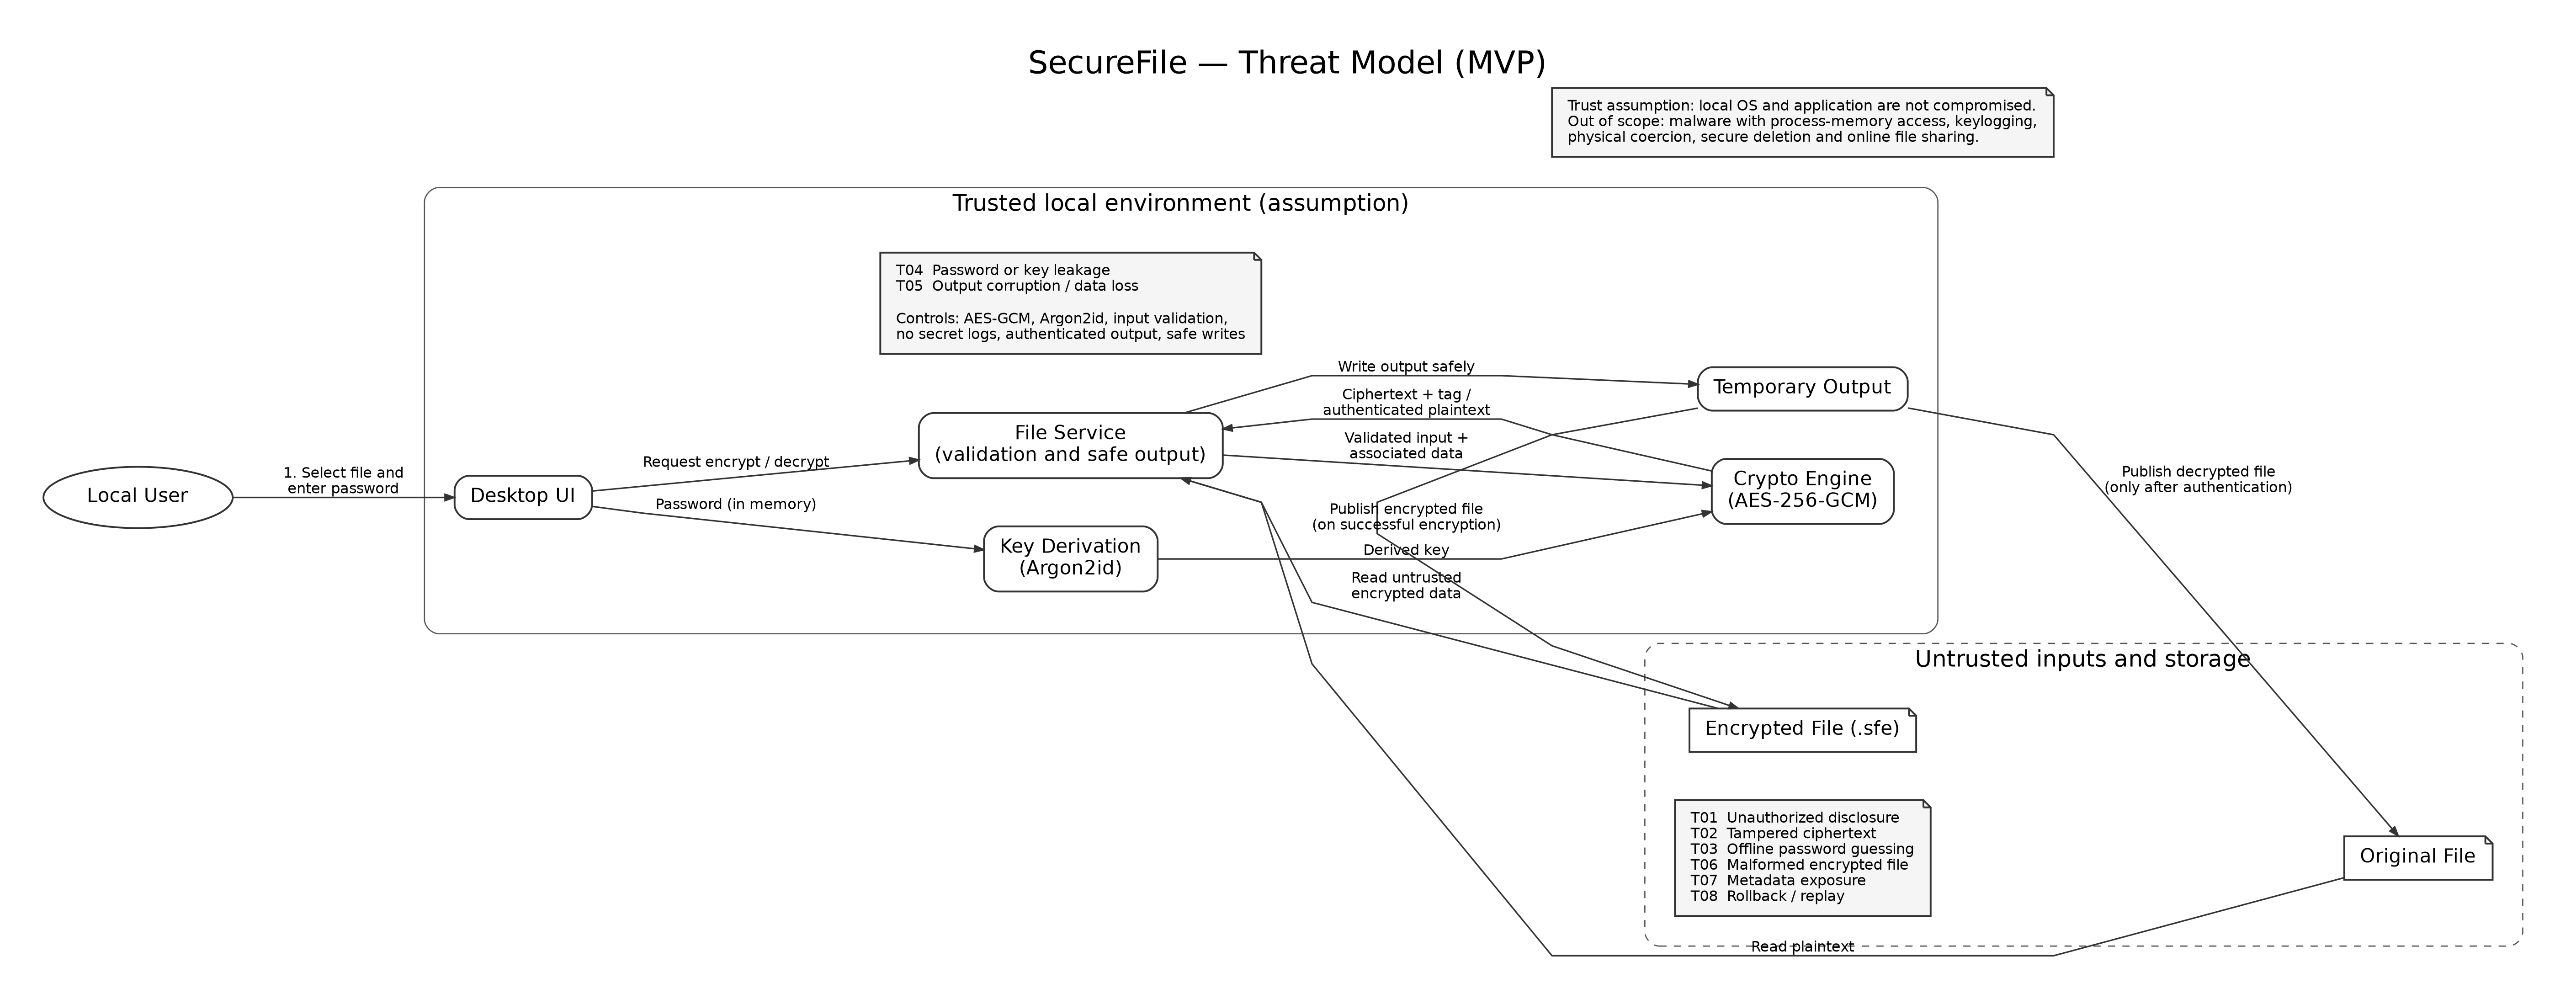 SecureFile — Threat Model (MVP)
Trust assumption: local OS and application are not compromised.
Out of scope: malware with process-memory access, keylogging,
physical coercion, secure deletion and online file sharing.
Trusted local environment (assumption)
T04  Password or key leakage
T05  Output corruption / data loss
Controls: AES-GCM, Argon2id, input validation,
no secret logs, authenticated output, safe writes
Write output safely
Temporary Output
Ciphertext + tag /
authenticated plaintext
File Service
(validation and safe output)
Validated input +
associated data
Request encrypt / decrypt
1. Select file and
enter password
Local User
Desktop UI
Password (in memory)
Crypto Engine
(AES-256-GCM)
Publish decrypted file
(only after authentication)
Publish encrypted file
(on successful encryption)
Key Derivation
(Argon2id)
Derived key
Read untrusted
encrypted data
Untrusted inputs and storage
Encrypted File (.sfe)
T01  Unauthorized disclosure
T02  Tampered ciphertext
T03  Offline password guessing
T06  Malformed encrypted file
T07  Metadata exposure
T08  Rollback / replay
Original File
Read plaintext